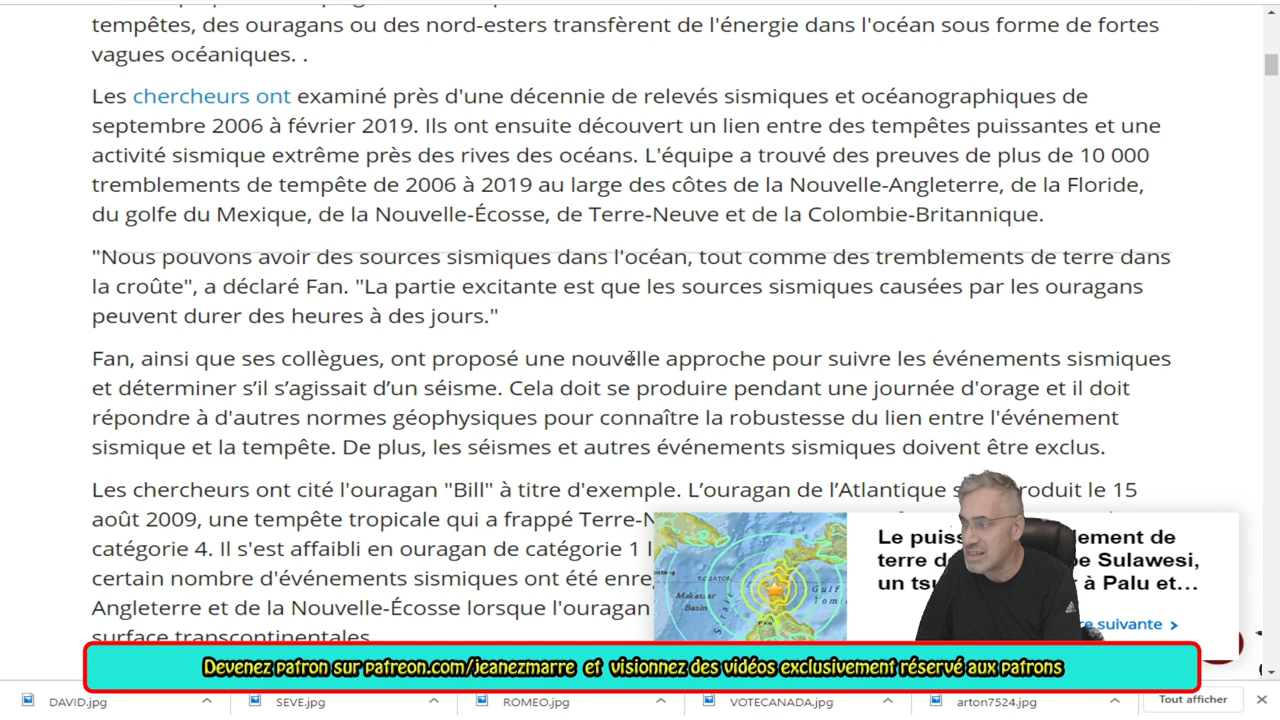 tempêtes, des ouragans ou des nord-esters transfèrent de l'énergie dans l'océan sous forme de fortes
vagues océaniques. .
Les chercheurs ont examiné près d'une décennie de relevés sismiques et océanographiques de
septembre 2006 à février 2019. Ils ont ensuite découvert un lien entre des tempêtes puissantes et une
activité sismique extrême près des rives des océans. L'équipe a trouvé des preuves de plus de 10 000
tremblements de tempête de 2006 à 2019 au large des côtes de la Nouvelle-Angleterre, de la Floride,
du golfe du Mexique, de la Nouvelle-Écosse, de Terre-Neuve et de la Colombie-Britannique.
"Nous pouvons avoir des sources sismiques dans l'océan, tout comme des tremblements de terre dans
la croûte", a déclaré Fan. "La partie excitante est que les sources sismiques causées par les ouragans
peuvent durer des heures à des jours."
Fan, ainsi que ses collègues, ont proposé une nouvelle approche pour suivre les événements sismiques
et déterminer s’il s’agissait d’un séisme. Cela doit se produire pendant une journée d'orage et il doit
répondre à d'autres normes géophysiques pour connaître la robustesse du lien entre l'événement
sismique et la tempête. De plus, les séismes et autres événements sismiques doivent être exclus.
Les chercheurs ont cité l'ouragan "Bill" à titre d'exemple. L’ouragan de l’Atlantique s roduit le 15
août 2009, une tempête tropicale qui a frappé Terre-N
catégorie 4. Il s'est affaibli en ouragan de catégorie 1 l
certain nombre d'événements sismiques ont été enre
Angleterre et de la Nouvelle-Écosse lorsque l'ouragan
surface transcontinentales.
Le puis lement de
terre d pe Sulawesi,
un tsu à Palu et...
re suivante >
EQUATOR
Makassar
Basin
Gulf
Tomi
Devenez patron sur patreon.com/jeanezmarre et visionnez des vidéos exclusivement réservé aux patrons
DAVID.jpg
SEVE.jpg
ROMEO.jpg
VOTECANADA.jpg
arton7524.jpg
Tout afficher